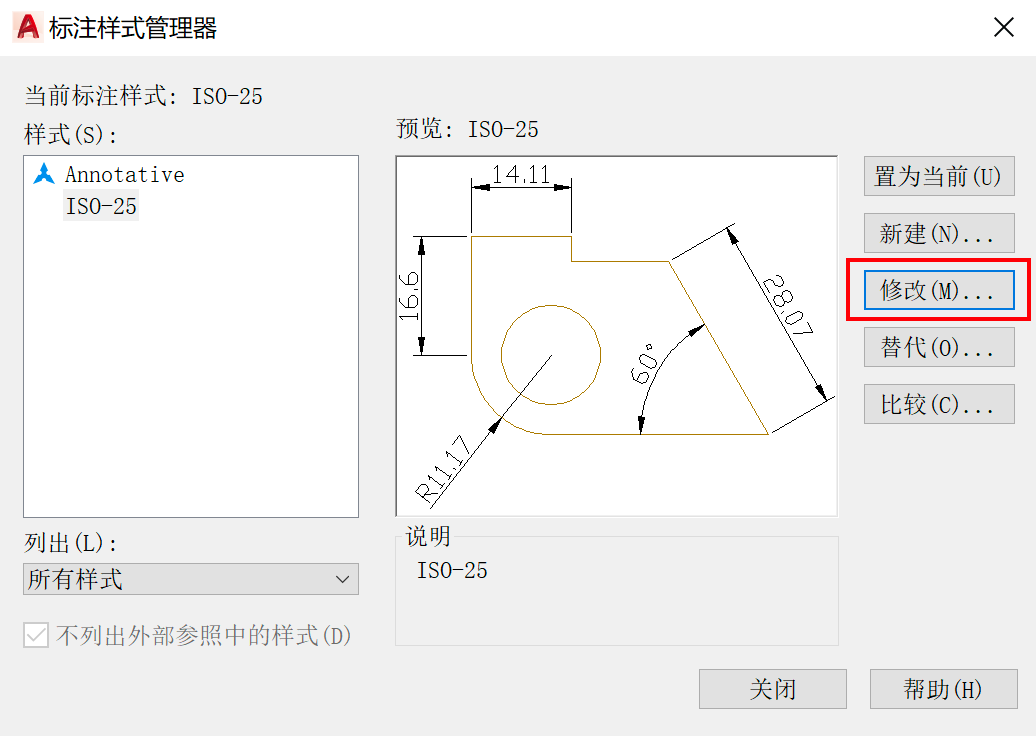 标注样式管理器
当前标注样式: ISO-25
样式(S):
Annotative
ISO-25
预览: ISO-25
14.11
16.6
28.07
60°
R11.17
置为当前(U)
新建(N)...
修改(M)...
替代(O)...
比较(C)...
列出(L):
所有样式
不列出外部参照中的样式(D)
说明
ISO-25
关闭
帮助(H)